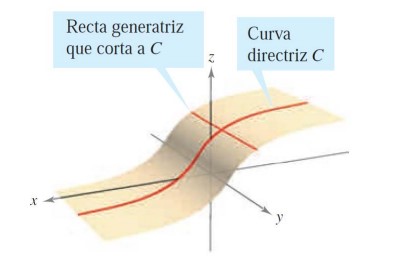 Recta generatriz
que corta a C
Curva
directriz C
z
x
y